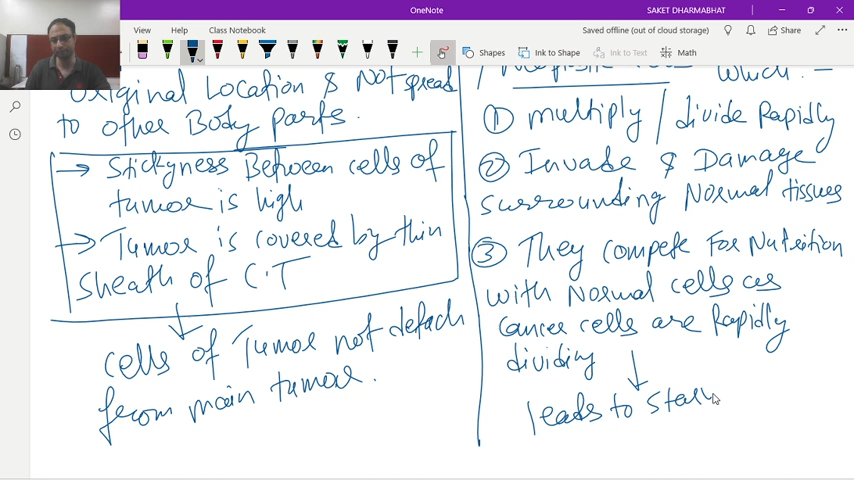 OneNote
SAKET DHARMABHAT
View Help Class Notebook
Saved offline (out of cloud storage)
Share
Shapes
Ink to Shape
Ink to Text
Math
Original Location & Not spread
to other Body parts.
→ Stickyness Between cells of
tumor is high
→ Tumor is covered by thin
sheath of C.T
↓
cells of Tumor not detach
from main tumor.
which :-
① multiply / divide Rapidly
② Invade & Damage
surrounding Normal tissues
③ They compete For Nutrition
with Normal cells as
cancer cells are Rapidly
dividing
↓
leads to starv